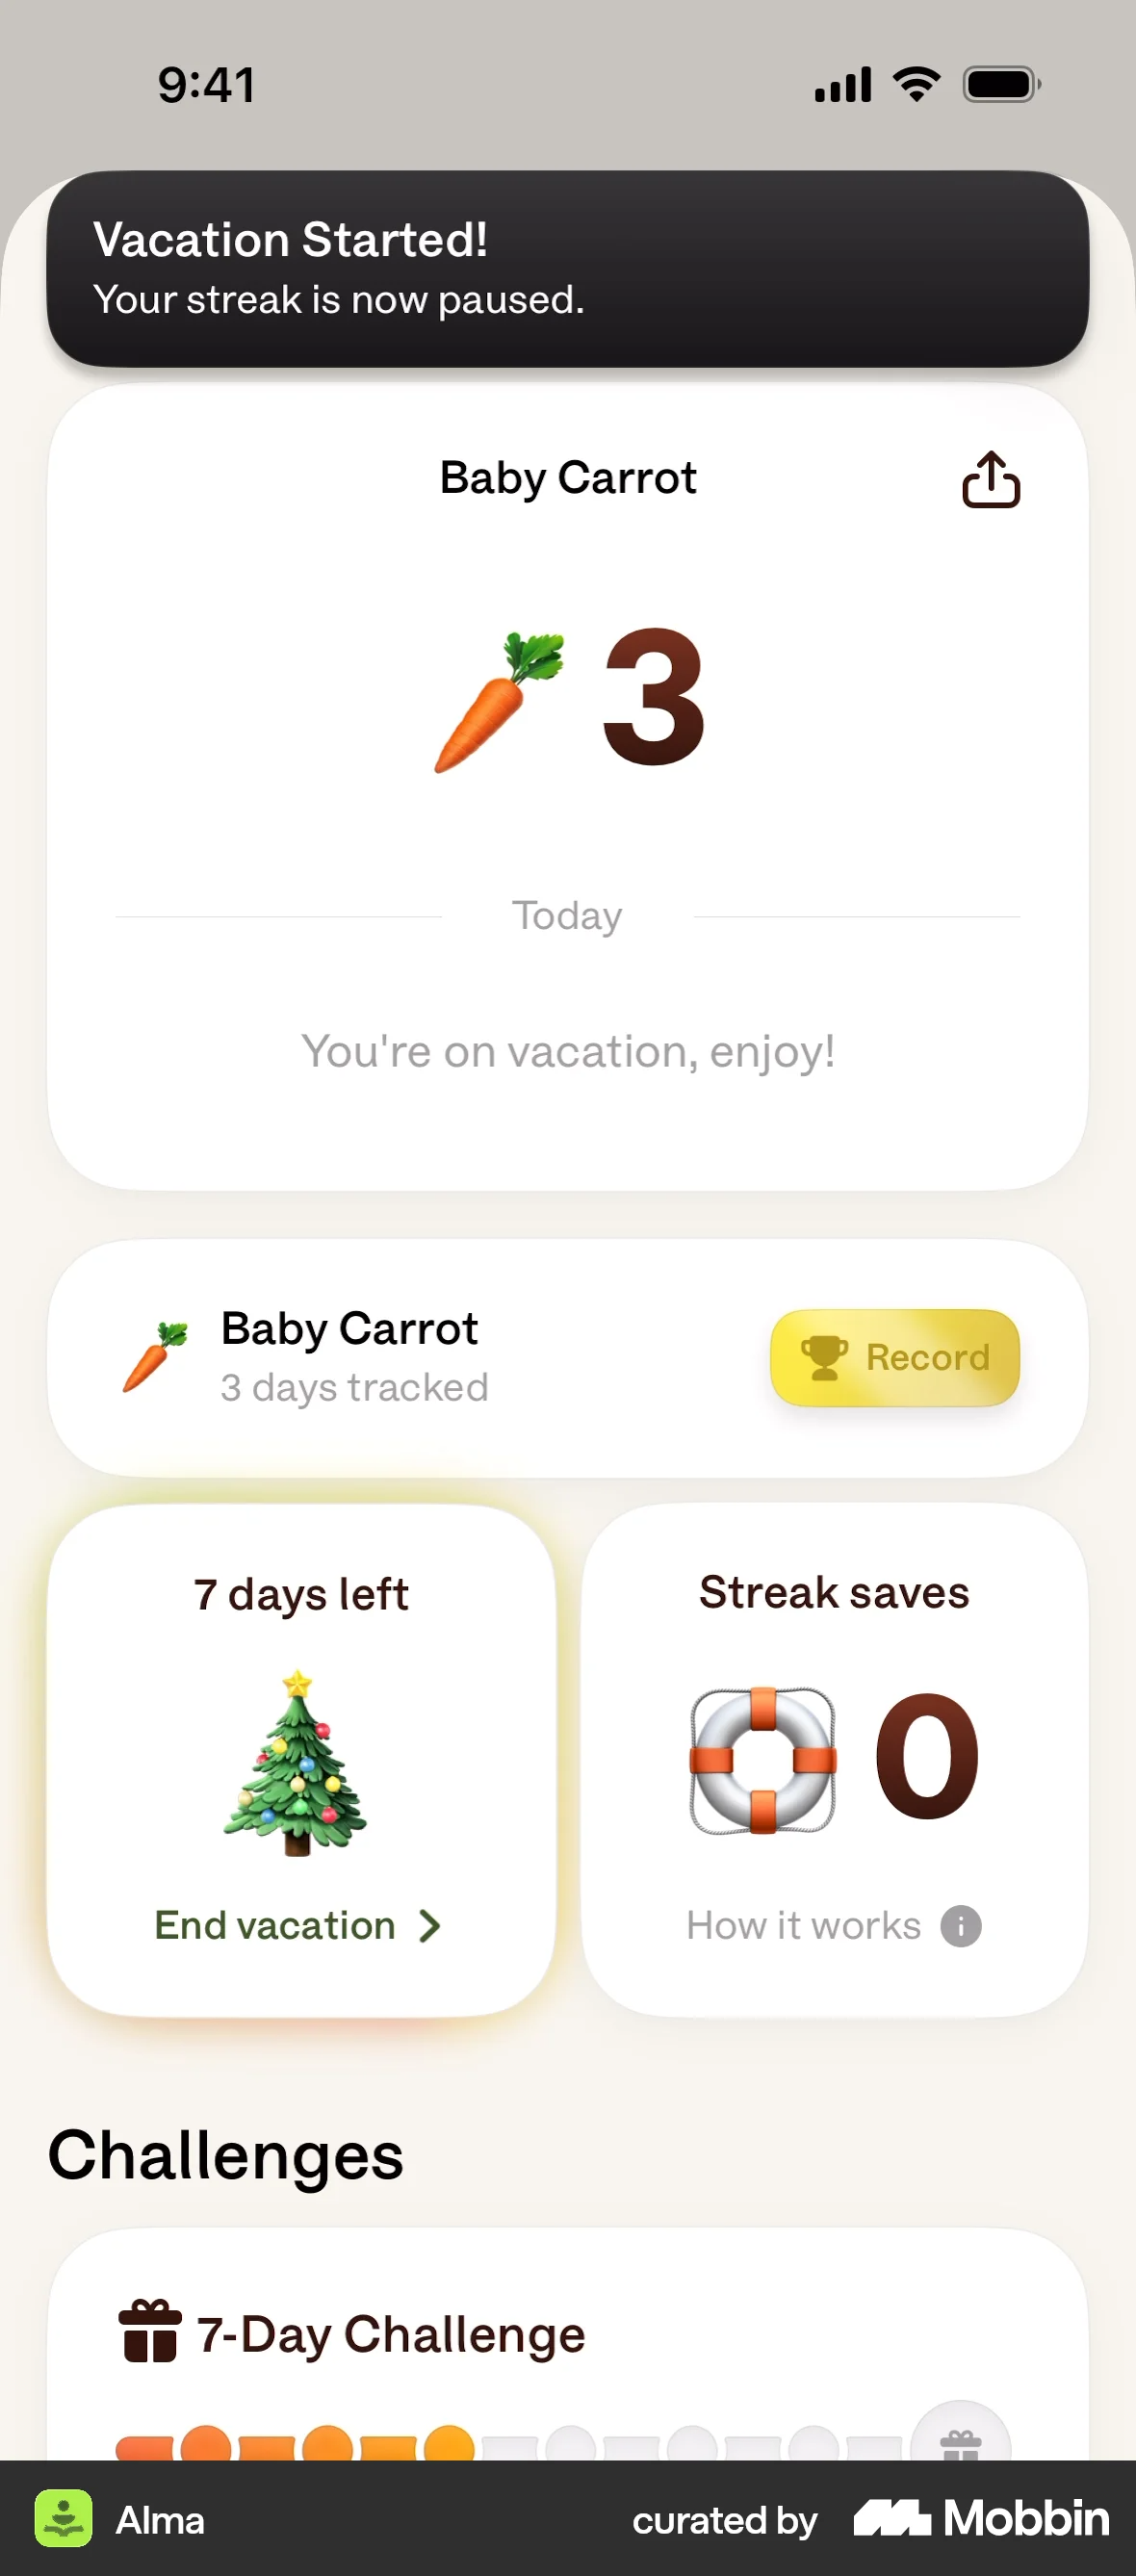 9:41
Vacation Started!
Your streak is now paused.
Baby Carrot
3
Today
You're on vacation, enjoy!
Baby Carrot
3 days tracked
Record
7 days left
End vacation
Streak saves
0
How it works
Challenges
7-Day Challenge
Alma
curated by Mobbin